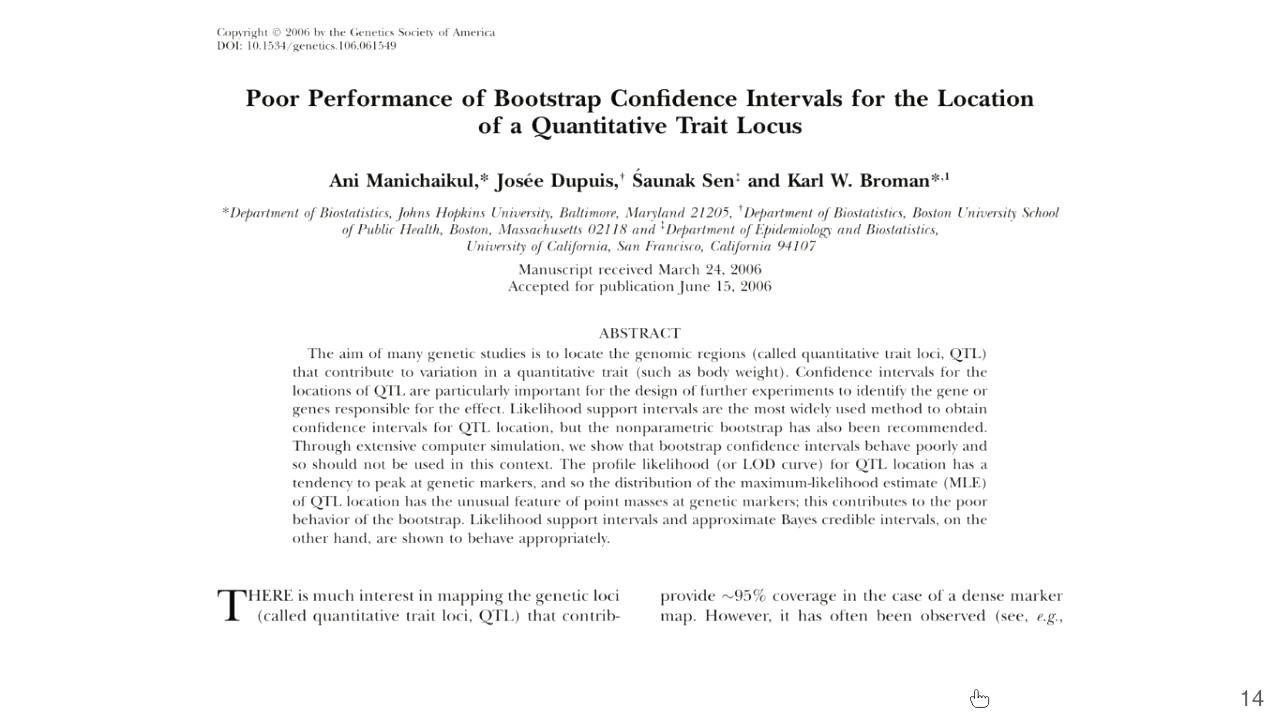 Copyright © 2006 by the Genetics Society of America
DOI: 10.1534/genetics.106.061549
Poor Performance of Bootstrap Confidence Intervals for the Location
of a Quantitative Trait Locus
Ani Manichaikul,* Josée Dupuis,† Śaunak Sen‡ and Karl W. Broman*,1
*Department of Biostatistics, Johns Hopkins University, Baltimore, Maryland 21205, †Department of Biostatistics, Boston University School
of Public Health, Boston, Massachusetts 02118 and ‡Department of Epidemiology and Biostatistics,
University of California, San Francisco, California 94107
Manuscript received March 24, 2006
Accepted for publication June 15, 2006
ABSTRACT
The aim of many genetic studies is to locate the genomic regions (called quantitative trait loci, QTL)
that contribute to variation in a quantitative trait (such as body weight). Confidence intervals for the
locations of QTL are particularly important for the design of further experiments to identify the gene or
genes responsible for the effect. Likelihood support intervals are the most widely used method to obtain
confidence intervals for QTL location, but the nonparametric bootstrap has also been recommended.
Through extensive computer simulation, we show that bootstrap confidence intervals behave poorly and
so should not be used in this context. The profile likelihood (or LOD curve) for QTL location has a
tendency to peak at genetic markers, and so the distribution of the maximum-likelihood estimate (MLE)
of QTL location has the unusual feature of point masses at genetic markers; this contributes to the poor
behavior of the bootstrap. Likelihood support intervals and approximate Bayes credible intervals, on the
other hand, are shown to behave appropriately.
THERE is much interest in mapping the genetic loci
(called quantitative trait loci, QTL) that contrib-
provide ~95% coverage in the case of a dense marker
map. However, it has often been observed (see, e.g.,
14